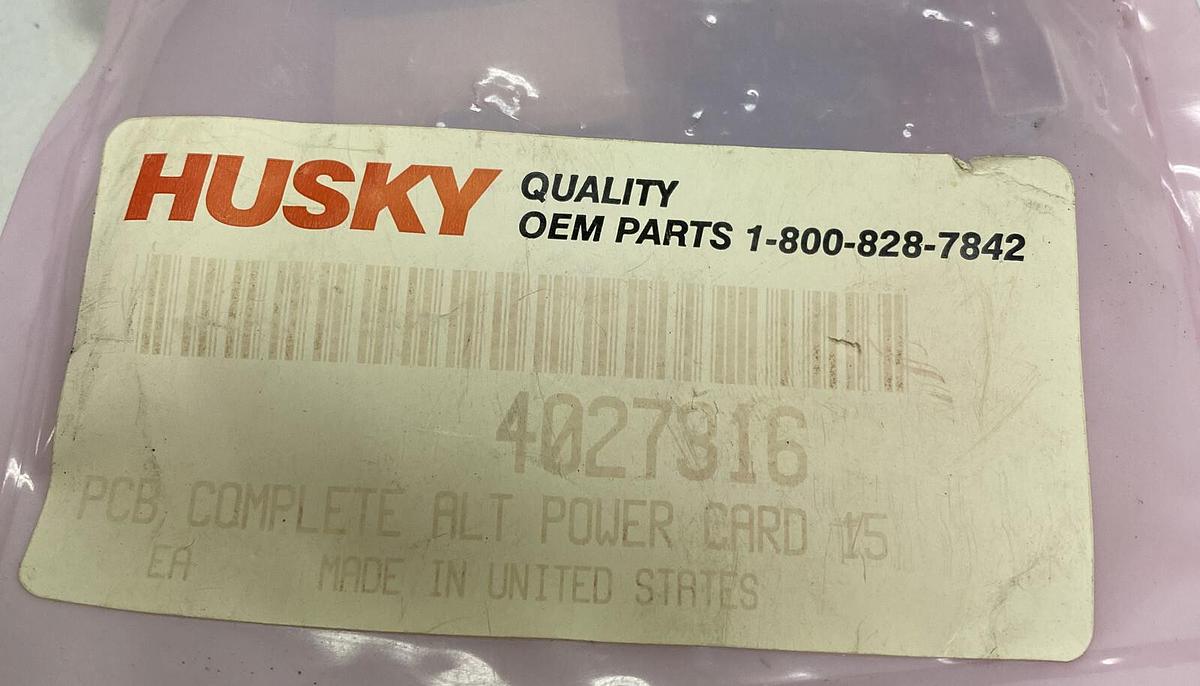 HUSKY
QUALITY
OEM PARTS 1-800-828-7842
4027316
PCB, COMPLETE ALT POWER CARD 15
EA MADE IN UNITED STATES